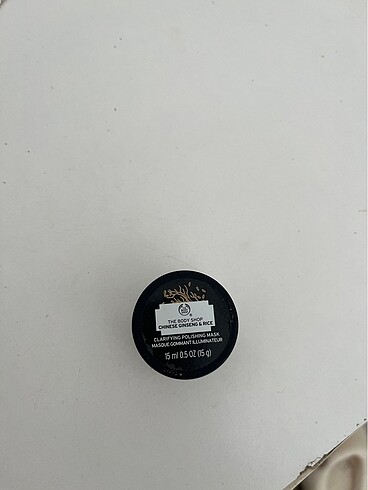 THE BODY SHOP
CHINESE GINSENG & RICE
CLARIFYING POLISHING MASK
MASQUE GOMMANT ILLUMINATEUR
15 ml 0.5 OZ (15 g)